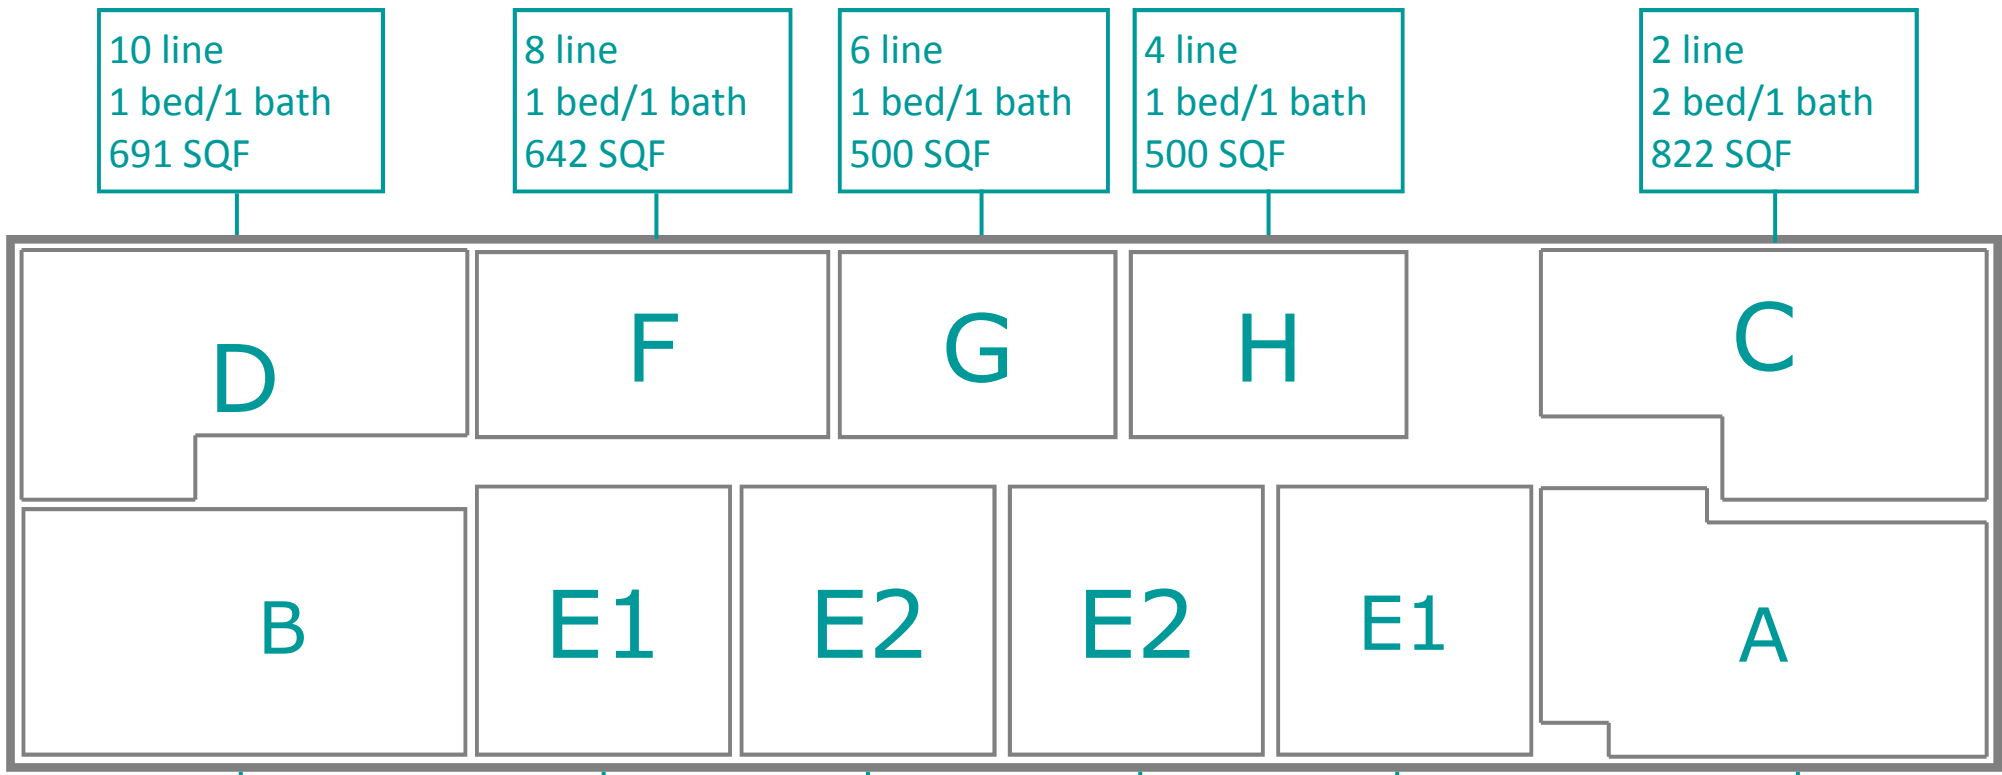 10 line
1 bed/1 bath
691 SQF
8 line
1 bed/1 bath
642 SQF
6 line
1 bed/1 bath
500 SQF
4 line
1 bed/1 bath
500 SQF
2 line
2 bed/1 bath
822 SQF
D
F
G
H
C
B
E1
E2
E2
E1
A